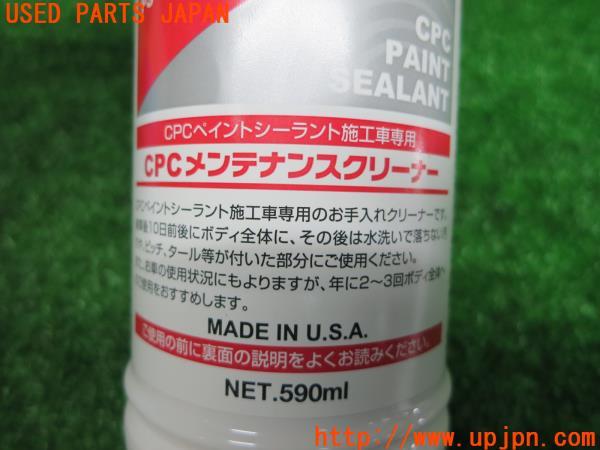 USED PARTS JAPAN
CPC
PAINT
SEALANT
CPCペイントシーラント施工車専用
CPCメンテナンスクリーナー
CPCペイントシーラント施工車専用のお手入れクリーナーです。
後10日前後にボディ全体に、その後は水洗いで落ちない
ピッチ、タール等が付いた部分にご使用ください。
お車の使用状況にもよりますが、年に2〜3回ボディ全体へ
ご使用をおすすめします。
MADE IN U.S.A.
ご使用の前に裏面の説明をよくお読みください。
NET.590ml
http://www.upjpn.com/